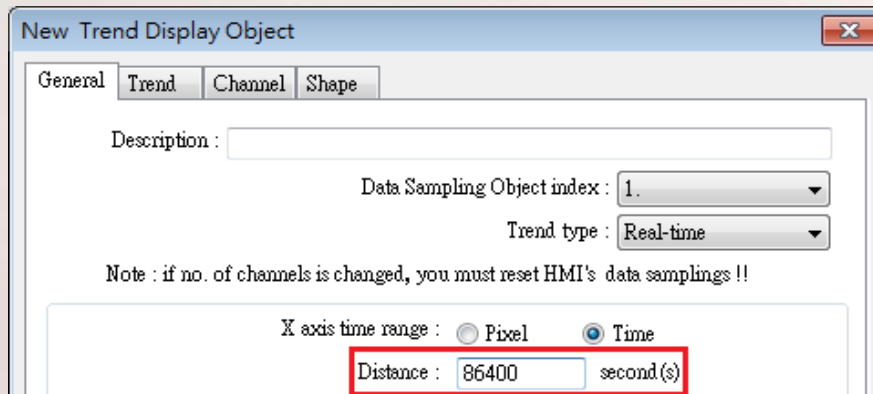 New Trend Display Object
General Trend Channel Shape
Description :
Data Sampling Object index : 1.
Trend type : Real-time
Note : if no. of channels is changed, you must reset HMI's data samplings !!
X axis time range : Pixel Time
Distance : 86400 second(s)